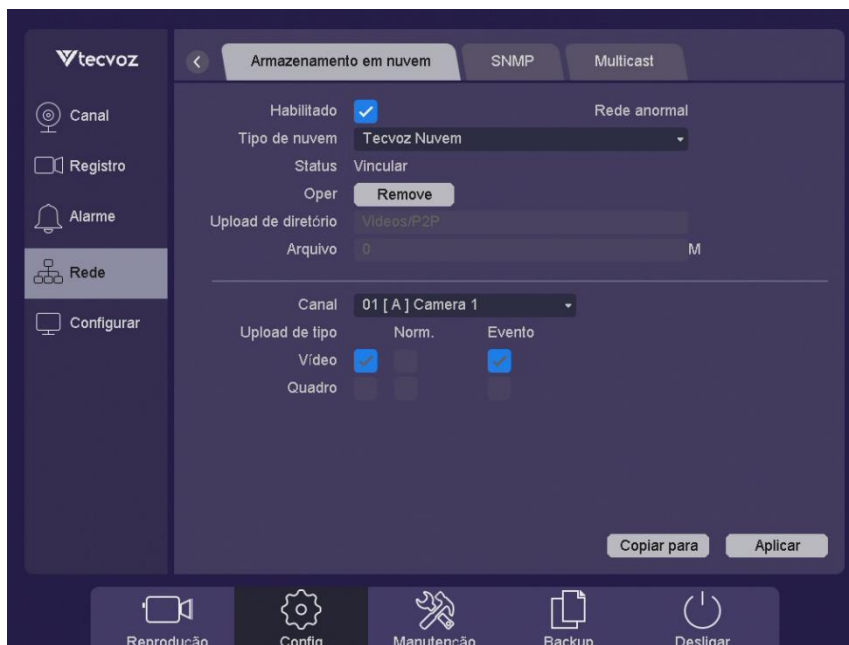 tecvoz
Armazenamento em nuvem SNMP Multicast
Canal
Registro
Alarme
Rede
Configurar
Habilitado Rede anormal
Tipo de nuvem Tecvoz Nuvem
Status Vincular
Oper Remove
Upload de diretório Videos/P2P
Arquivo 0 M
Canal 01 [ A ] Camera 1
Upload de tipo Norm. Evento
Vídeo
Quadro
Copiar para Aplicar
Reprodução Config. Manutenção Backup Desligar